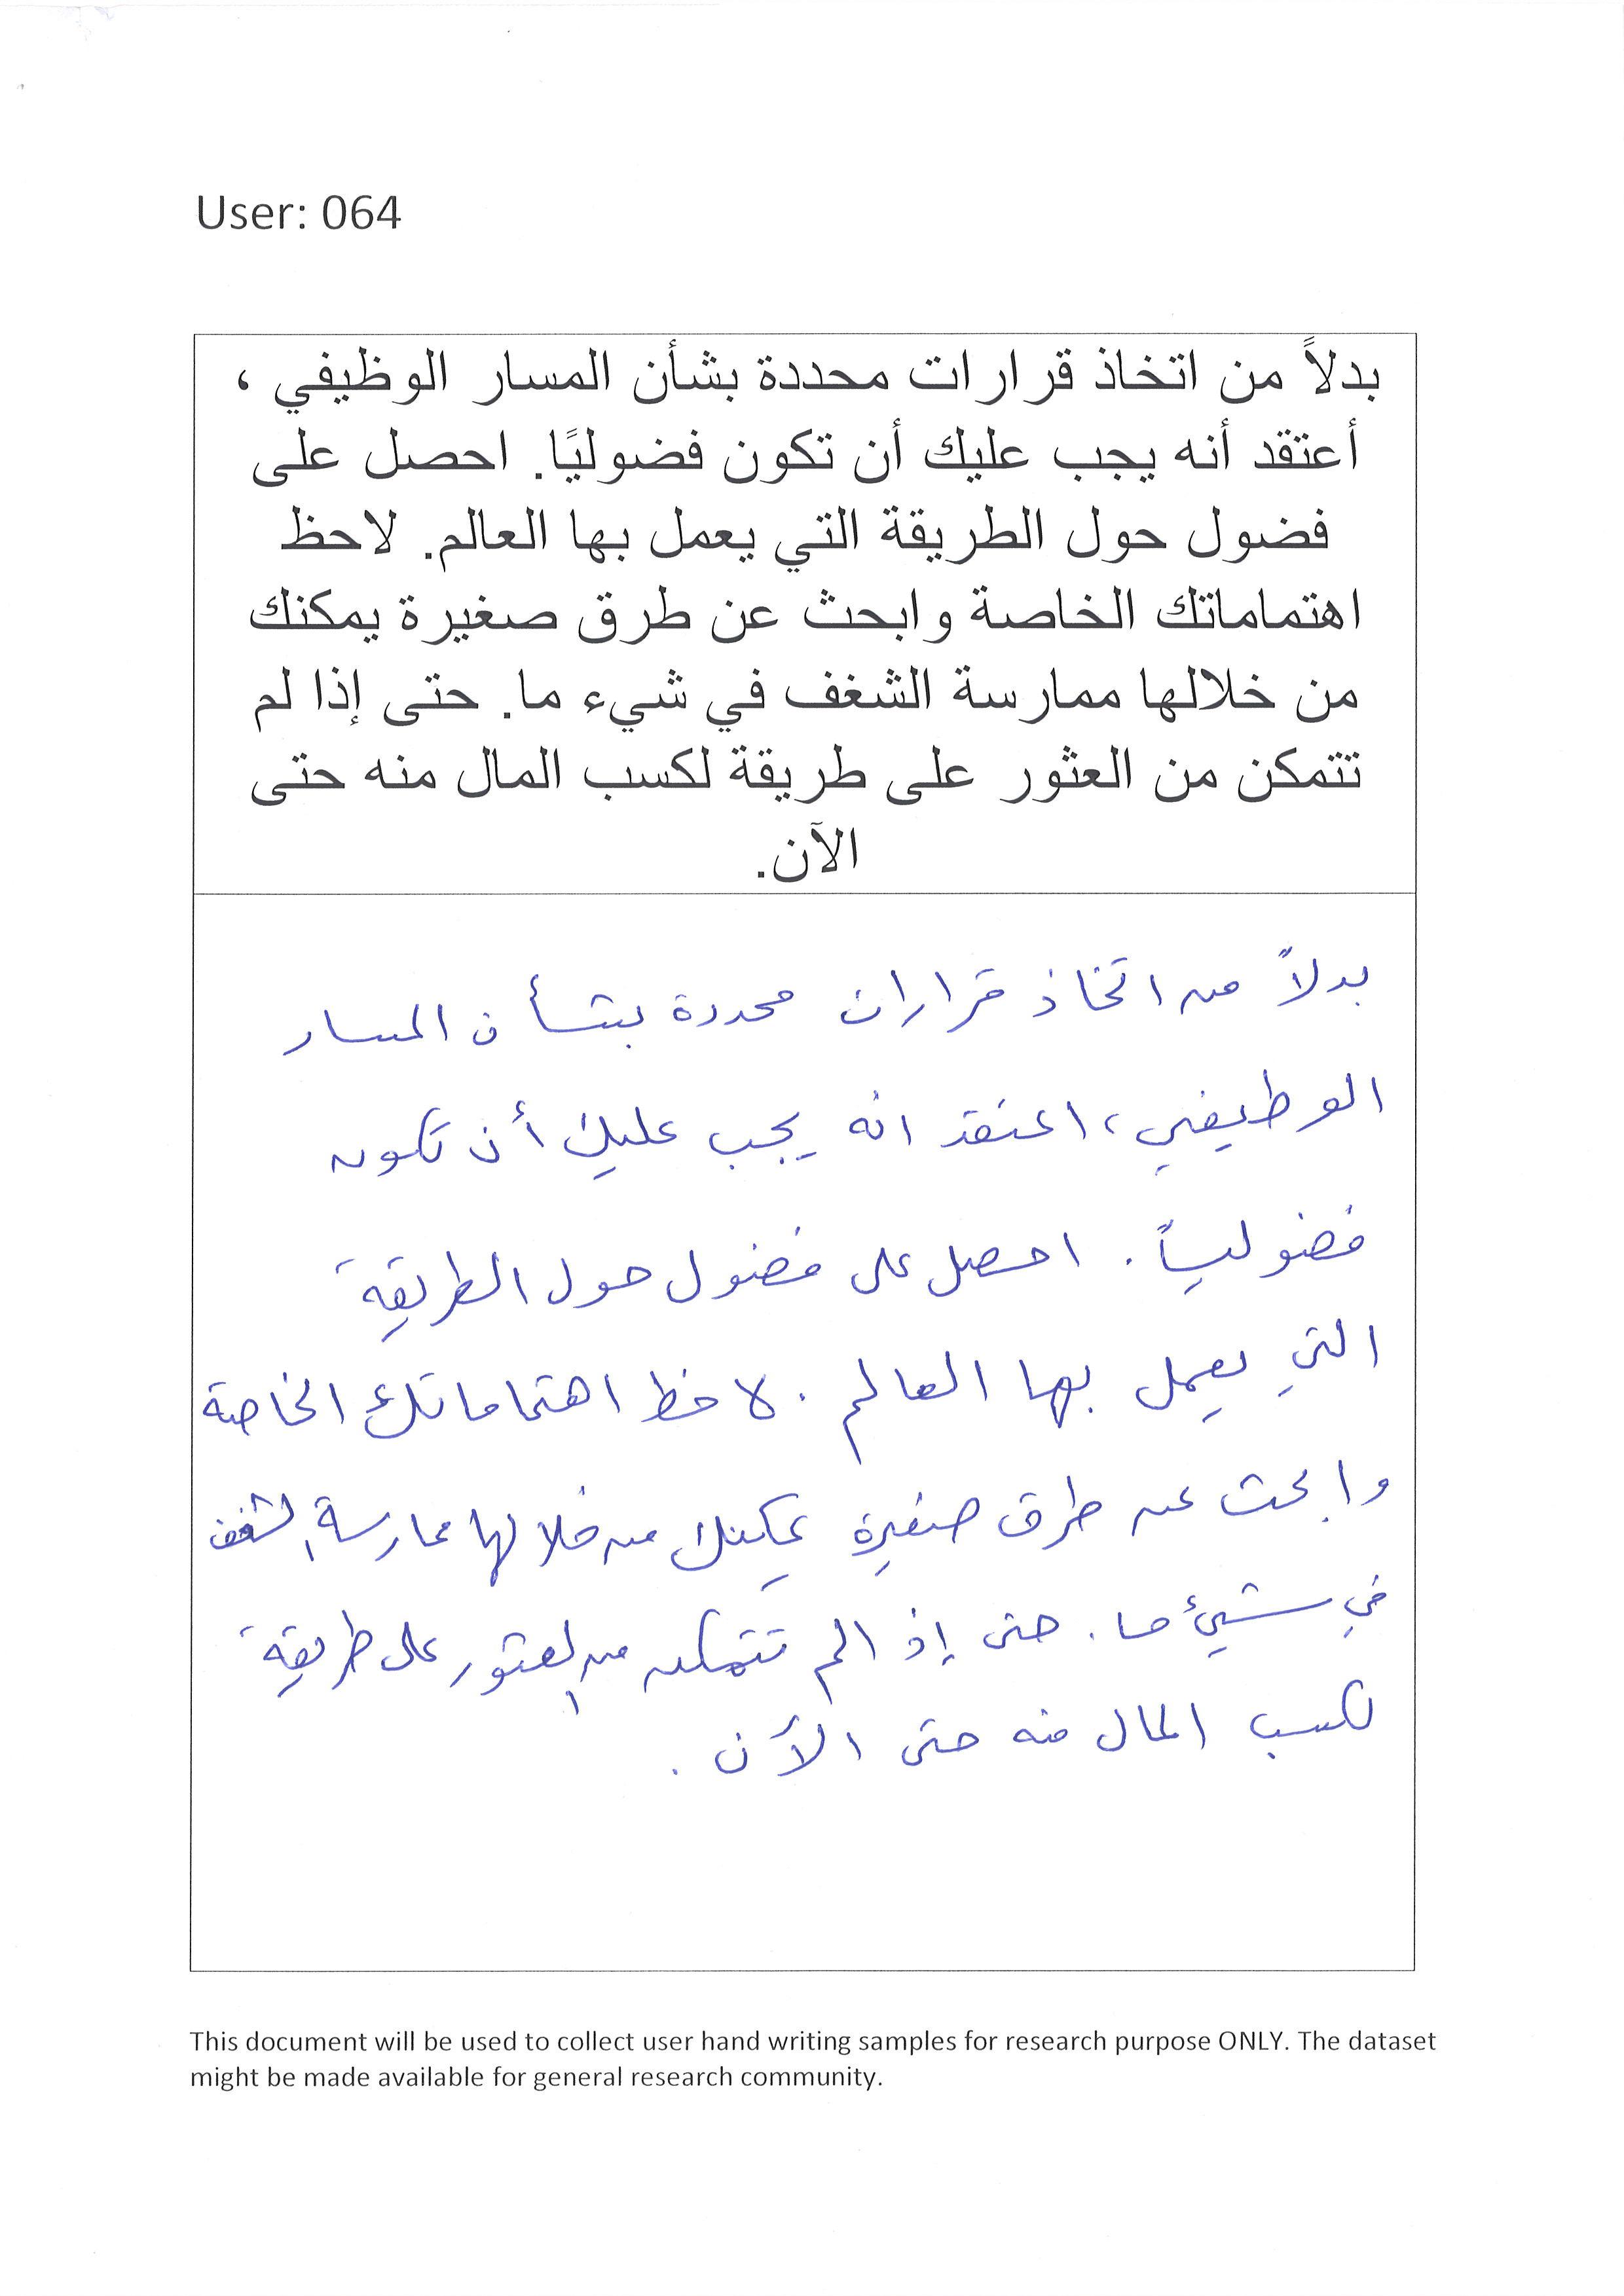 User: 064
بدلاً من اتخاذ قرارات محددة بشأن المسار الوظيفي ،
أعتقد أنه يجب عليك أن تكون فضوليًا. احصل على
فضول حول الطريقة التي يعمل بها العالم. لاحظ
اهتماماتك الخاصة وابحث عن طرق صغيرة يمكنك
من خلالها ممارسة الشغف في شيء ما. حتى إذا لم
تتمكن من العثور على طريقة لكسب المال منه حتى
الآن.
بدلاً من اتخاذ قرارات محددة بشأن المسار
الوظيفي، اعتقد انه يجب عليك أن تكون
فضولياً. احصل على فضول حول الطريقة
التي يعمل بها العالم. لاحظ اهتماماتك الخاصة
وابحث عن طرق صغيرة يمكنك من خلالها ممارسة الشغف
في شيئ ما. حتى إذا لم تتمكن من العثور على طريقة
لكسب المال منه حتى الأن.
This document will be used to collect user hand writing samples for research purpose ONLY. The dataset
might be made available for general research community.